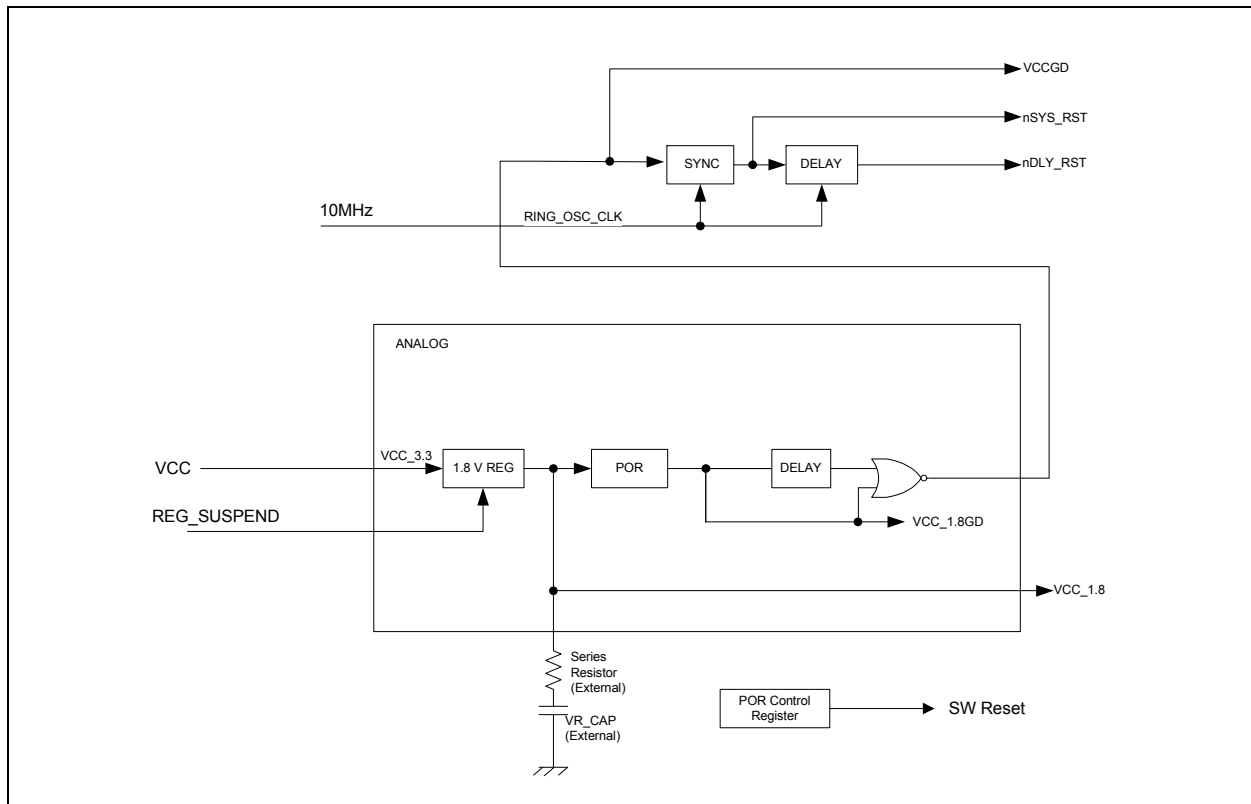 VCCGD
nSYS_RST
SYNC
DELAY
nDLY_RST
10MHz
RING_OSC_CLK
ANALOG
VCC
VCC_3.3
1.8 V REG
POR
DELAY
REG_SUSPEND
VCC_1.8GD
VCC_1.8
Series
Resistor
(External)
VR_CAP
(External)
POR Control
Register
SW Reset